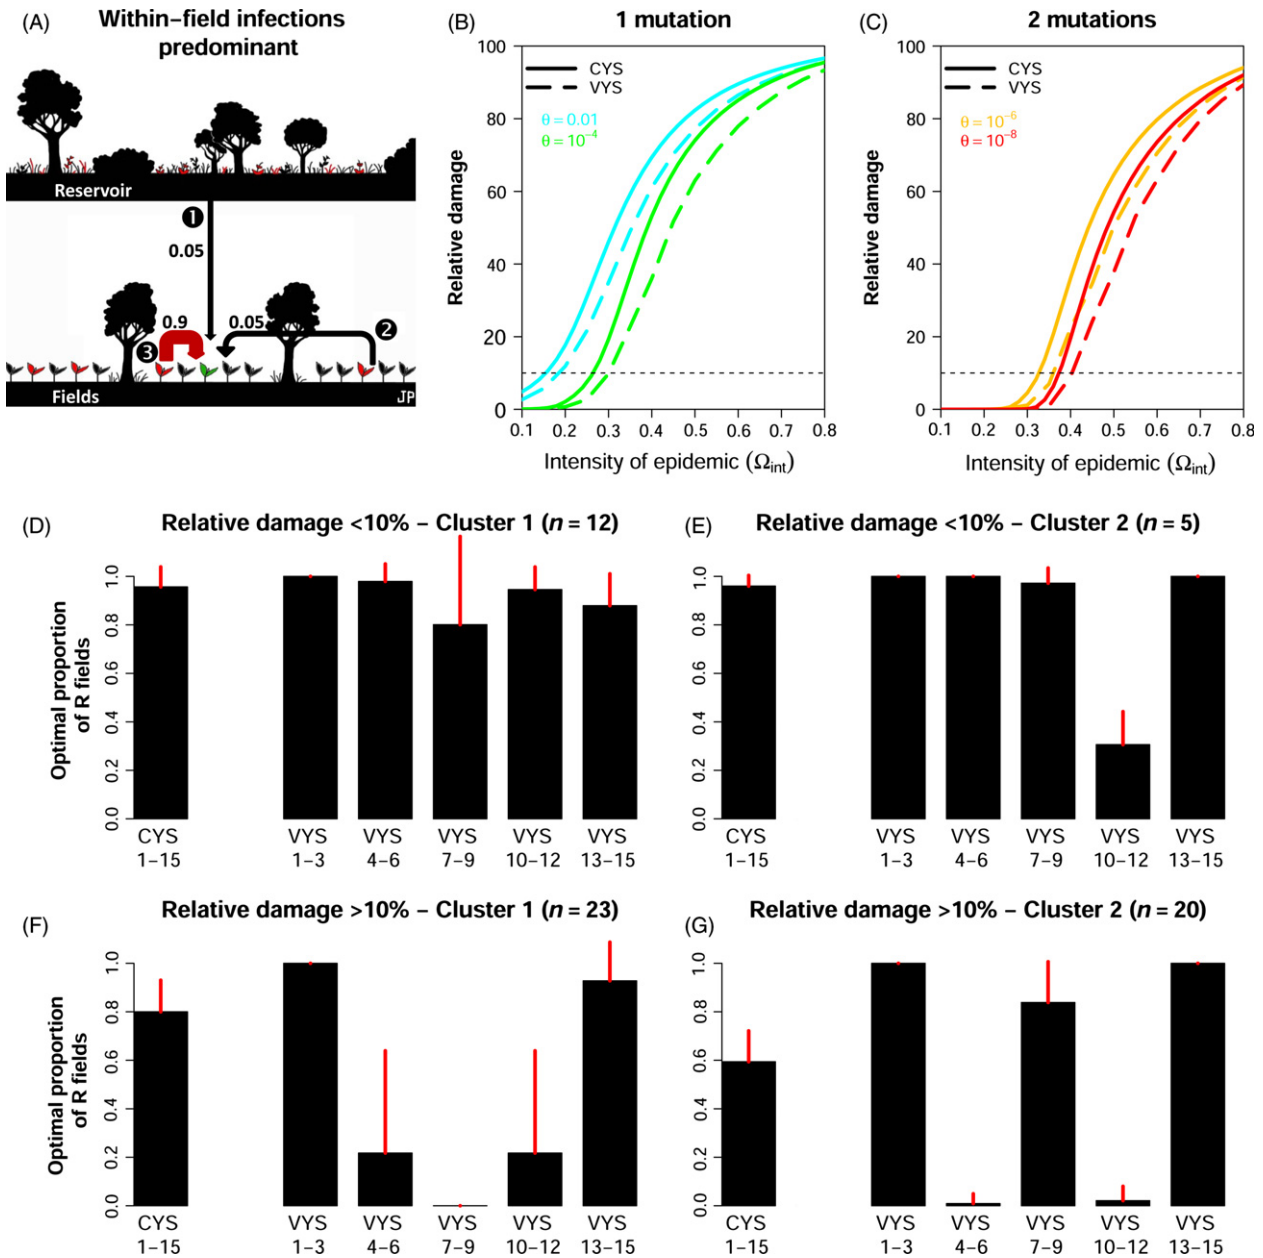 (A)
Within–field infections
predominant
Reservoir
❶
0.05
0.9
0.05
❷
❸
Fields
JP
(B)
1 mutation
CYS
VYS
θ = 0.01
θ = 10⁻⁴
Relative damage
100
80
60
40
20
0
0.1 0.2 0.3 0.4 0.5 0.6 0.7 0.8
Intensity of epidemic (Ωint)
(C)
2 mutations
CYS
VYS
θ = 10⁻⁶
θ = 10⁻⁸
Relative damage
100
80
60
40
20
0
0.1 0.2 0.3 0.4 0.5 0.6 0.7 0.8
Intensity of epidemic (Ωint)
(D)
Relative damage <10% – Cluster 1 (n = 12)
Optimal proportion
of R fields
1.0
0.8
0.6
0.4
0.2
0.0
CYS VYS VYS VYS VYS VYS
1–15 1–3 4–6 7–9 10–12 13–15
(E)
Relative damage <10% – Cluster 2 (n = 5)
1.0
0.8
0.6
0.4
0.2
0.0
CYS VYS VYS VYS VYS VYS
1–15 1–3 4–6 7–9 10–12 13–15
(F)
Relative damage >10% – Cluster 1 (n = 23)
Optimal proportion
of R fields
1.0
0.8
0.6
0.4
0.2
0.0
CYS VYS VYS VYS VYS VYS
1–15 1–3 4–6 7–9 10–12 13–15
(G)
Relative damage >10% – Cluster 2 (n = 20)
1.0
0.8
0.6
0.4
0.2
0.0
CYS VYS VYS VYS VYS VYS
1–15 1–3 4–6 7–9 10–12 13–15